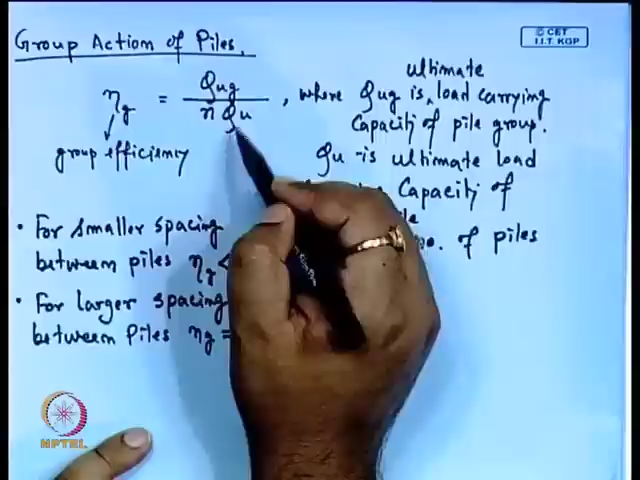 Group Action of Piles.
© CET
I.I.T. KGP
ηg = Qug / n Qu , where Qug is ultimate load carrying
Capacity of pile group.
group efficiency
Qu is ultimate load
Capacity of
no. of piles
• For smaller spacing
between piles ηg <
• For larger spacing
between Piles ηg =
NPTEL